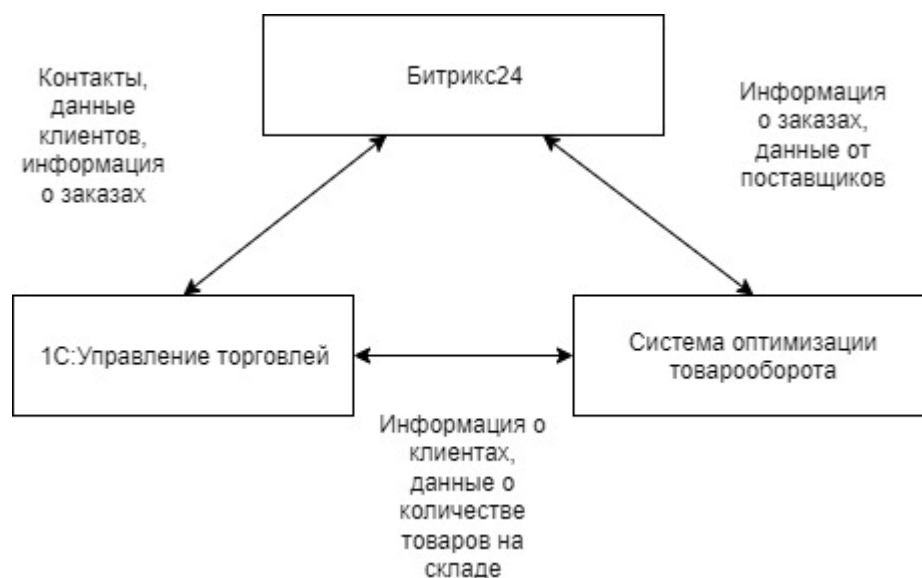 Битрикс24
Контакты,
данные
клиентов,
информация
о заказах
Информация
о заказах,
данные от
поставщиков
1С:Управление торговлей
Система оптимизации
товарооборота
Информация о
клиентах,
данные о
количестве
товаров на
складе